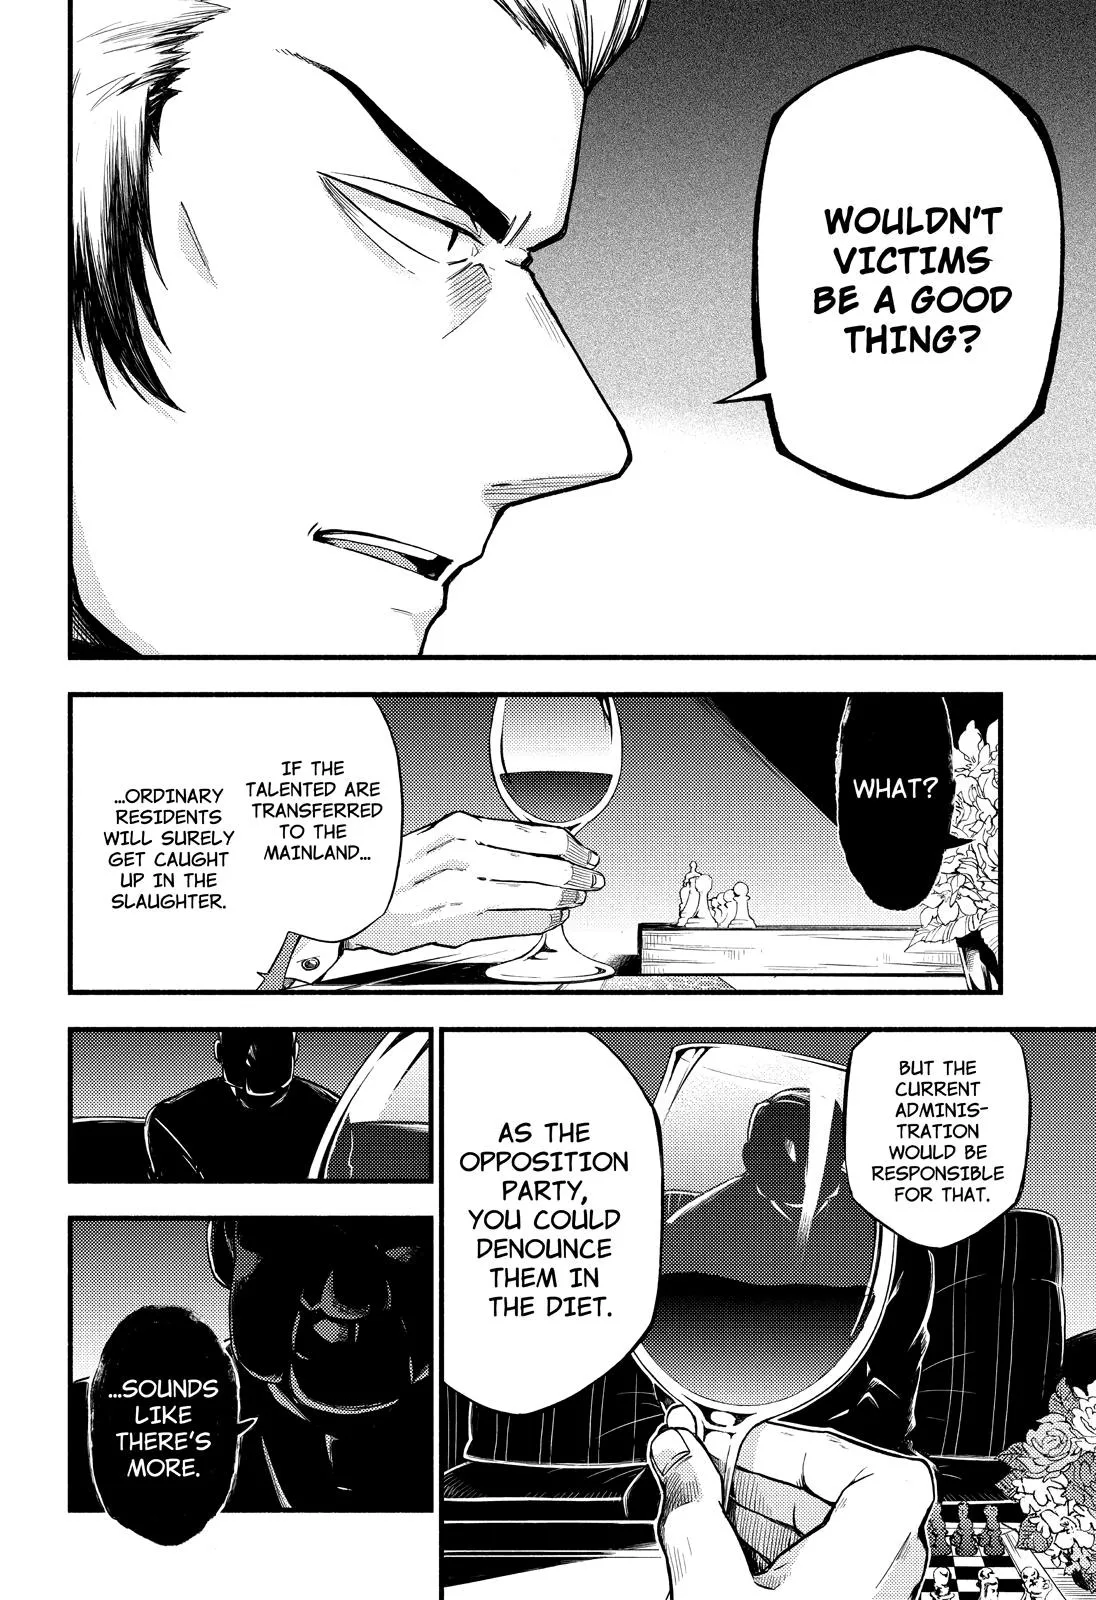 WOULDN'T
VICTIMS
BE A GOOD
THING?
WHAT?
IF THE
TALENTED ARE
TRANSFERRED
TO THE
MAINLAND...
...ORDINARY
RESIDENTS
WILL SURELY
GET CAUGHT
UP IN THE
SLAUGHTER.
BUT THE
CURRENT
ADMINIS-
TRATION
WOULD BE
RESPONSIBLE
FOR THAT.
AS THE
OPPOSITION
PARTY,
YOU COULD
DENOUNCE
THEM IN
THE DIET.
...SOUNDS
LIKE
THERE'S
MORE.